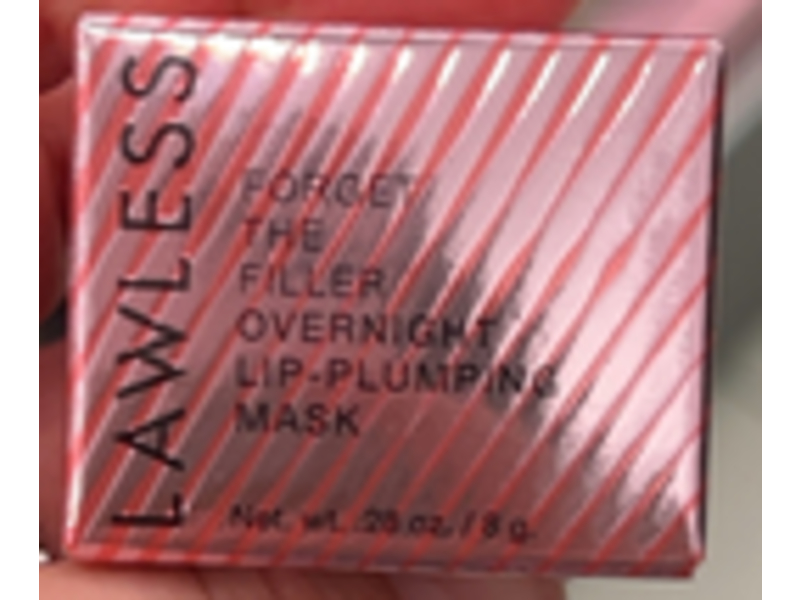 LAWLESS
FORGET
THE
FILLER
OVERNIGHT
LIP-PLUMPING
MASK
Net. wt. .28 oz. / 8 g.